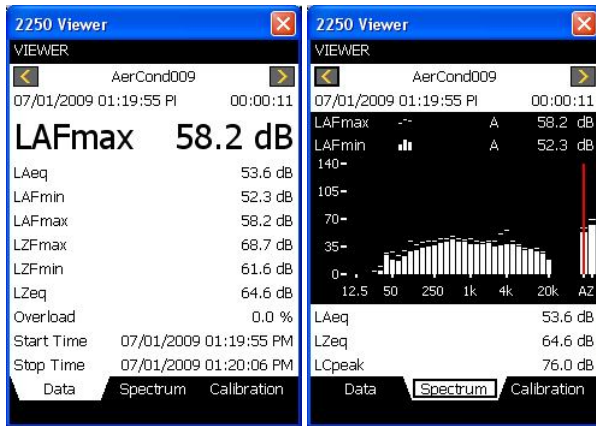 2250 Viewer
VIEWER
AerCond009
07/01/2009 01:19:55 PI 00:00:11
LAFmax 58.2 dB
LAeq 53.6 dB
LAFmin 52.3 dB
LAFmax 58.2 dB
LZFmax 68.7 dB
LZFmin 61.6 dB
LZeq 64.6 dB
Overload 0.0 %
Start Time 07/01/2009 01:19:55 PM
Stop Time 07/01/2009 01:20:06 PM
Data Spectrum Calibration
2250 Viewer
VIEWER
AerCond009
07/01/2009 01:19:55 PI 00:00:11
LAFmax A 58.2 dB
LAFmin A 52.3 dB
140
105
70
35
0
12.5 50 250 1k 4k 20k AZ
LAeq 53.6 dB
LZeq 64.6 dB
LCpeak 76.0 dB
Data Spectrum Calibration